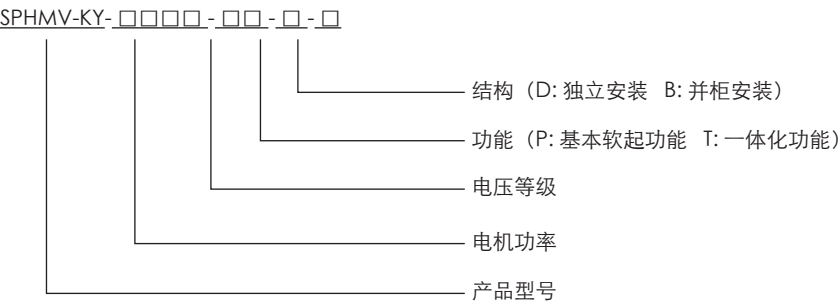 SPHMV-KY-□□□□-□□-□-□
结构（D: 独立安装 B: 并柜安装）
功能（P: 基本软起功能 T: 一体化功能）
电压等级
电机功率
产品型号